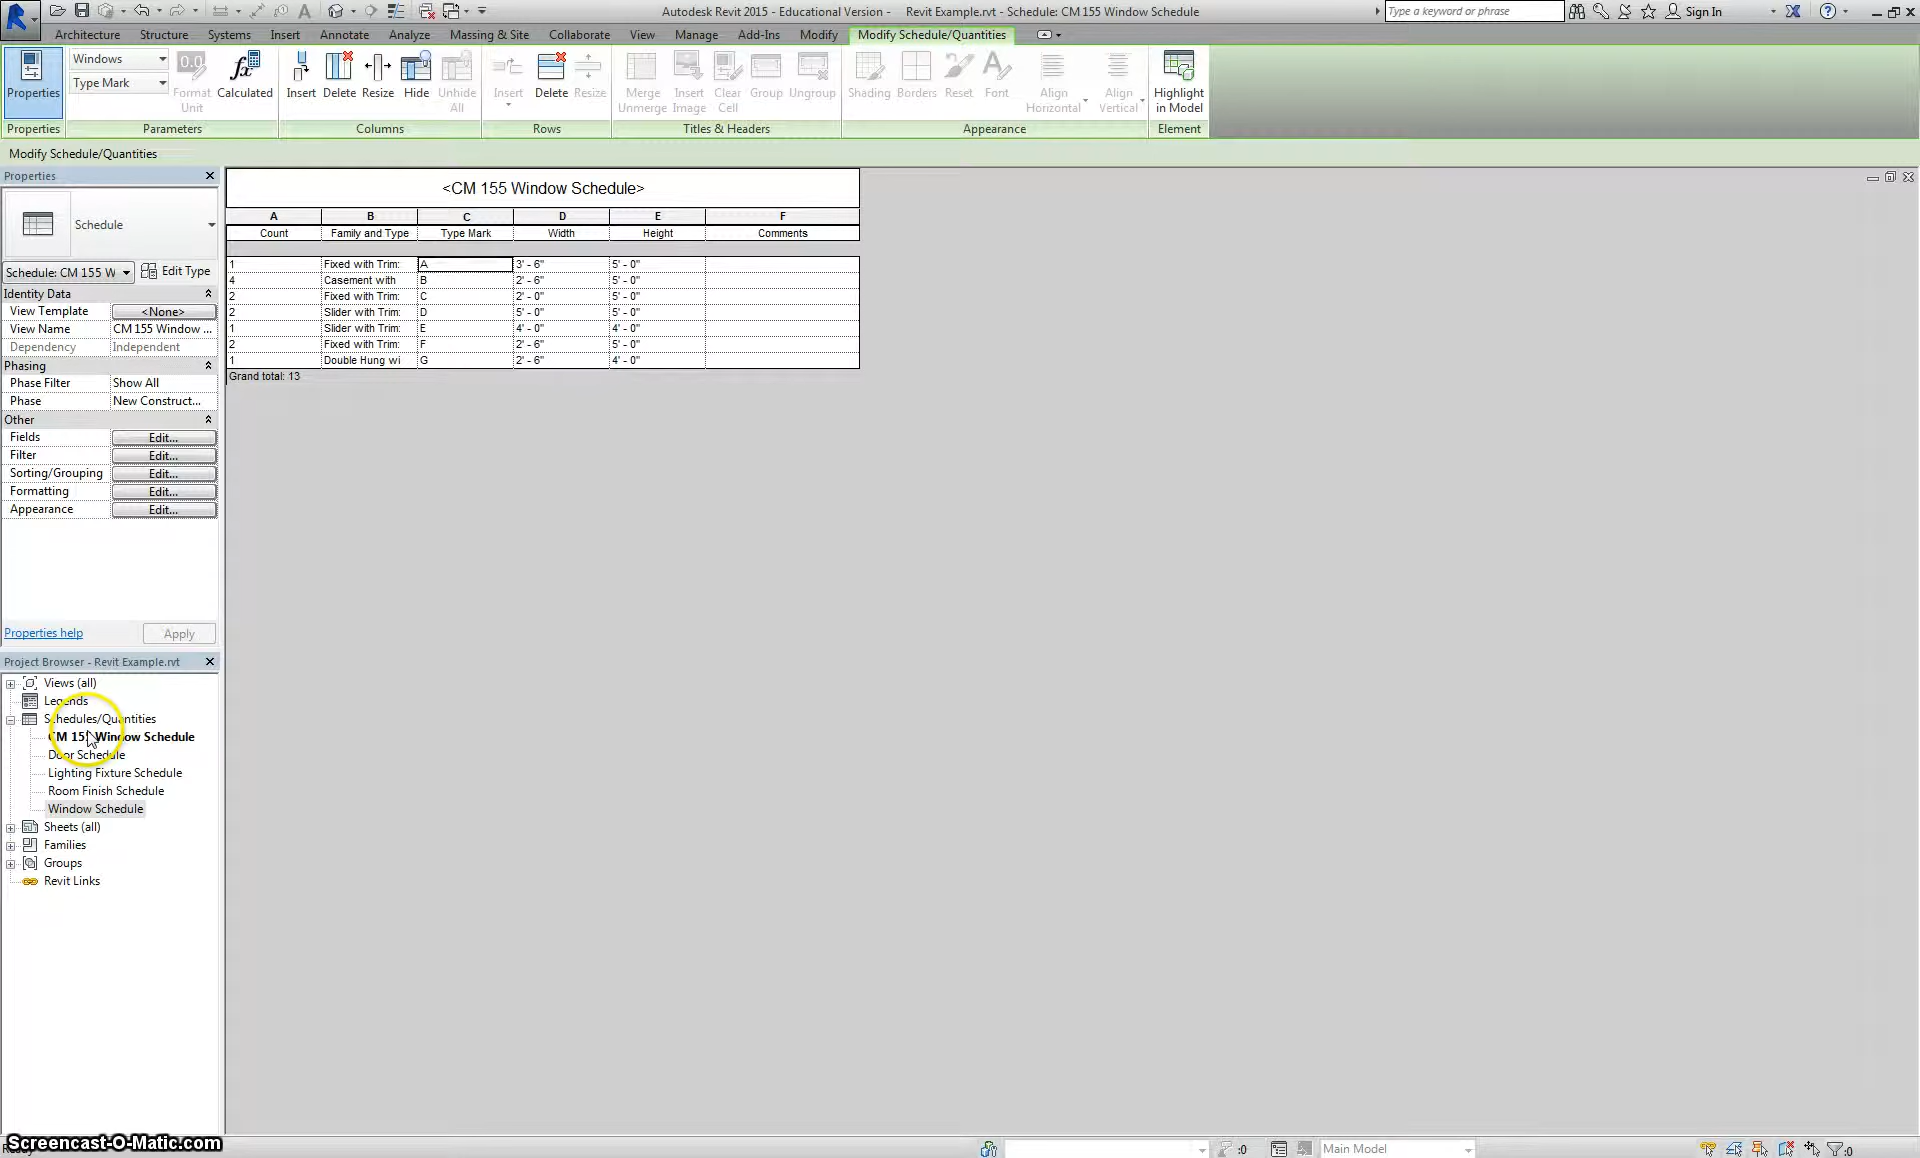 Autodesk Revit 2015 - Educational Version - Revit Example.rvt - Schedule: CM 155 Window Schedule
Type a keyword or phrase
Sign In
Architecture Structure Systems Insert Annotate Analyze Massing & Site Collaborate View Manage Add-Ins Modify Modify Schedule/Quantities
Properties
Windows
Type Mark
0.0
Format Unit
fx
Calculated
Insert Delete Resize Hide Unhide All
Insert Delete Resize
Merge Unmerge Insert Image Clear Cell Group Ungroup
Shading Borders Reset Font Align Horizontal Align Vertical
Highlight in Model
Properties Parameters Columns Rows Titles & Headers Appearance Element
Modify Schedule/Quantities
Properties
Schedule
Schedule: CM 155 W Edit Type
Identity Data
View Template <None>
View Name CM 155 Window ...
Dependency Independent
Phasing
Phase Filter Show All
Phase New Construct...
Other
Fields Edit...
Filter Edit...
Sorting/Grouping Edit...
Formatting Edit...
Appearance Edit...
Properties help Apply
Project Browser - Revit Example.rvt
Views (all)
Legends
Schedules/Quantities
CM 155 Window Schedule
Door Schedule
Lighting Fixture Schedule
Room Finish Schedule
Window Schedule
Sheets (all)
Families
Groups
Revit Links
<CM 155 Window Schedule>
A B C D E F
Count Family and Type Type Mark Width Height Comments
1 Fixed with Trim: A 3' - 6" 5' - 0"
4 Casement with B 2' - 6" 5' - 0"
2 Fixed with Trim: C 2' - 0" 5' - 0"
2 Slider with Trim: D 5' - 0" 5' - 0"
1 Slider with Trim: E 4' - 0" 4' - 0"
2 Fixed with Trim: F 2' - 6" 5' - 0"
1 Double Hung wi G 2' - 6" 4' - 0"
Grand total: 13
Screencast-O-Matic.com
:0
Main Model
:0